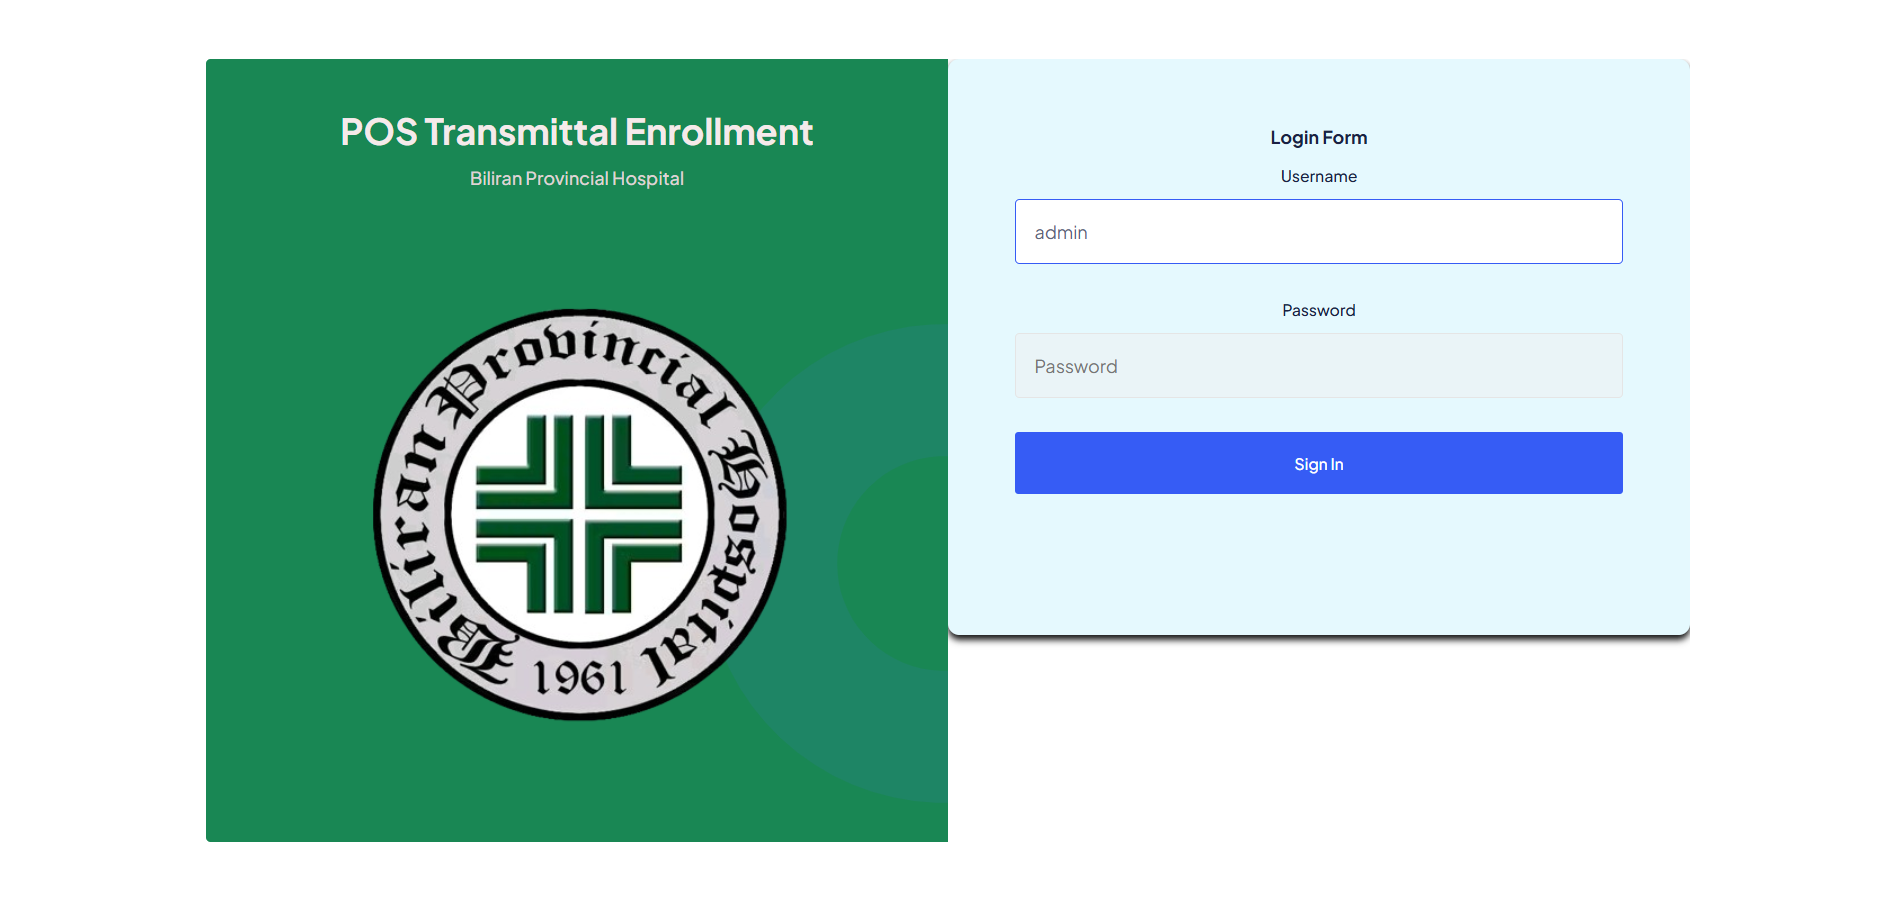 POS Transmittal Enrollment
Biliran Provincial Hospital
Biliran Provincial Hospital
1961
Login Form
Username
admin
Password
Password
Sign In